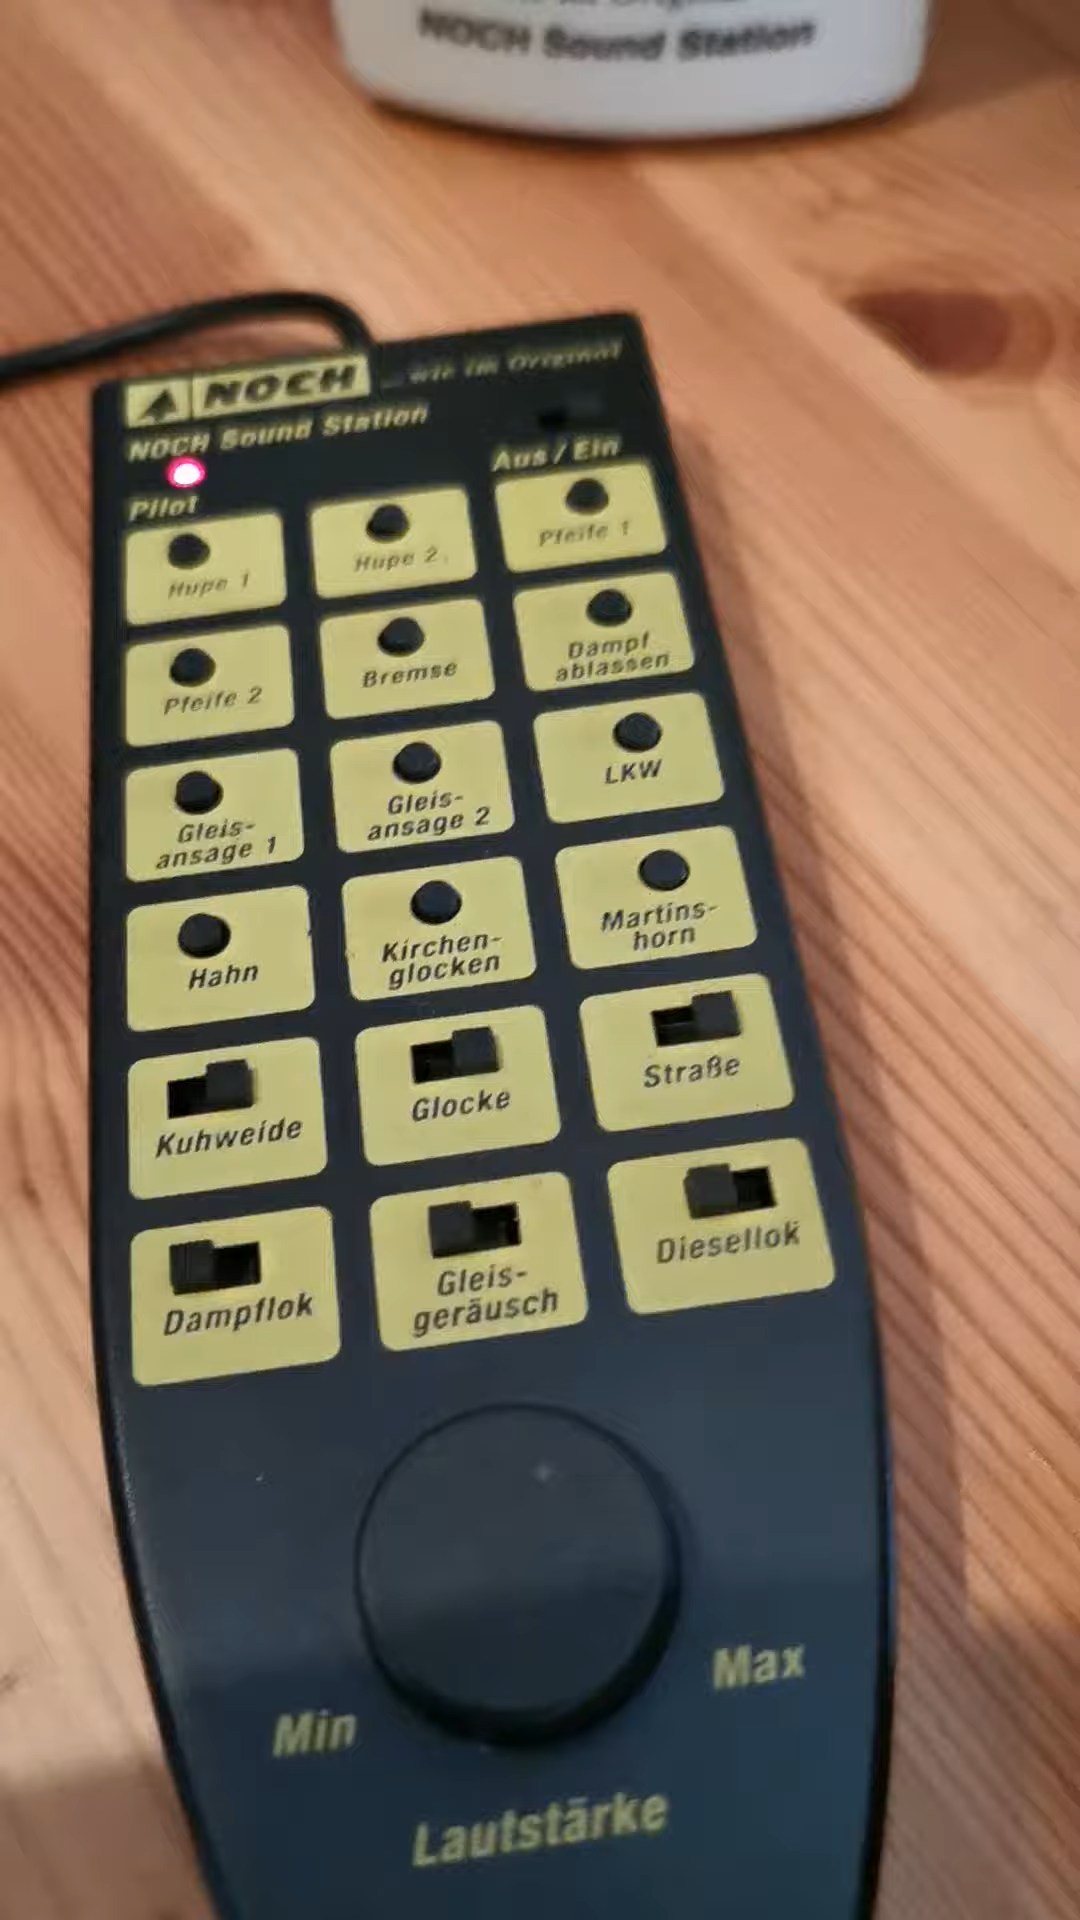 NOCH Sound Station
NOCH
... wie im Original
NOCH Sound Station
Aus / Ein
Pilot
Hupe 1
Hupe 2
Pfeife 1
Pfeife 2
Bremse
Dampf
ablassen
Gleis-
ansage 1
Gleis-
ansage 2
LKW
Hahn
Kirchen-
glocken
Martins-
horn
Kuhweide
Glocke
Straße
Dampflok
Gleis-
geräusch
Diesellok
Min
Max
Lautstärke